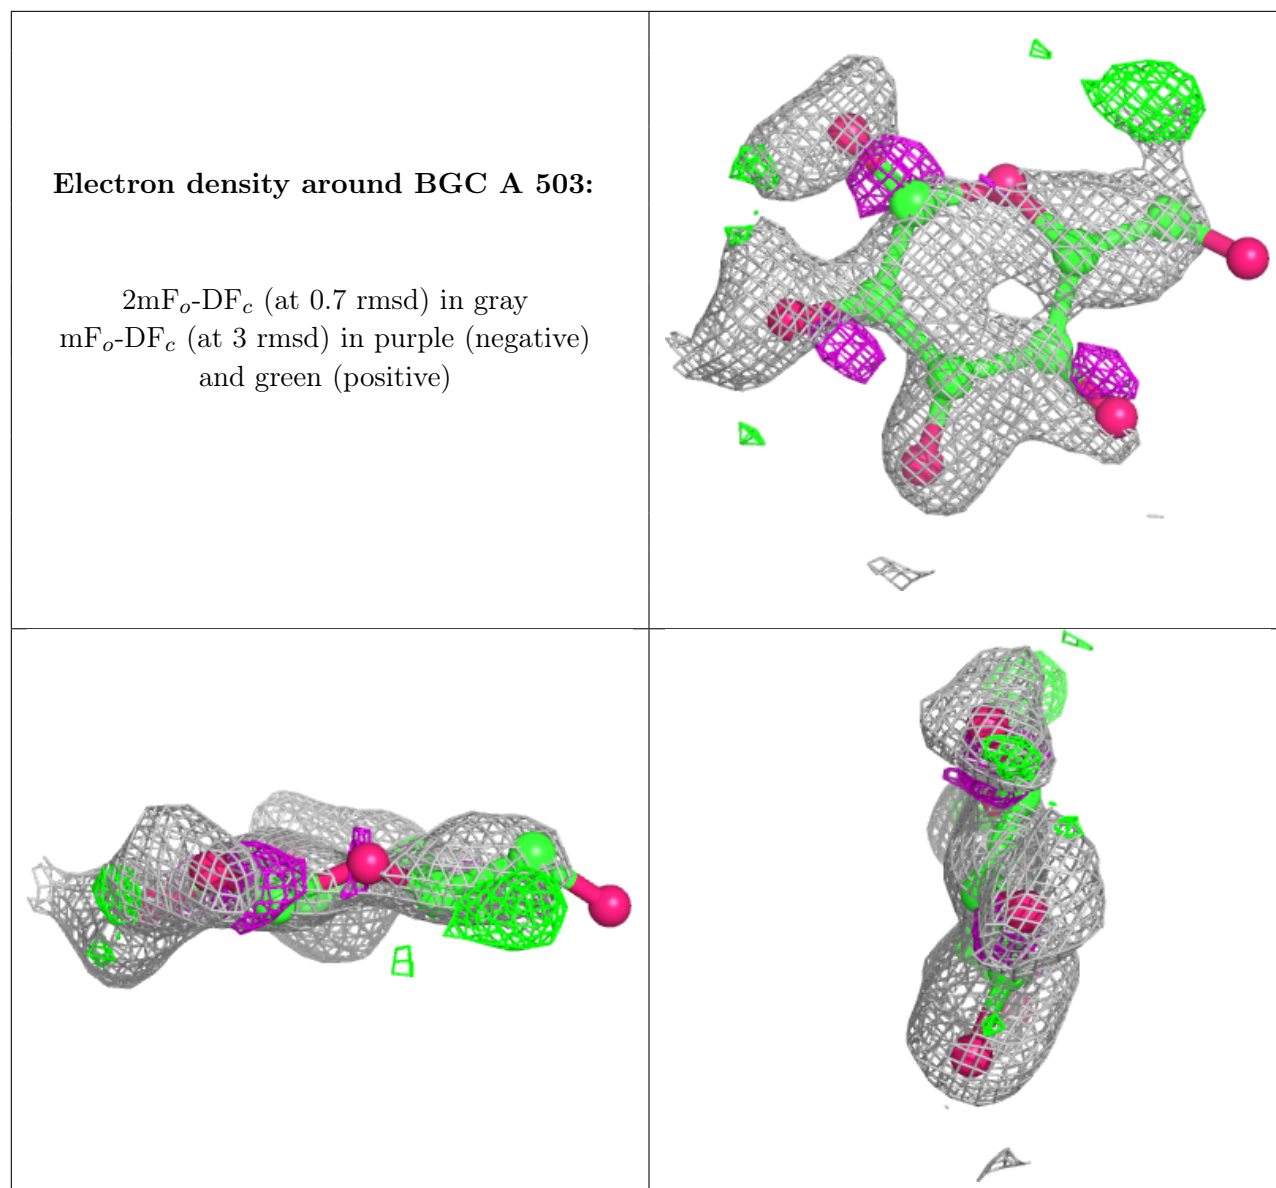 Electron density around BGC A 503:
2mFo-DFc (at 0.7 rmsd) in gray
mFo-DFc (at 3 rmsd) in purple (negative)
and green (positive)